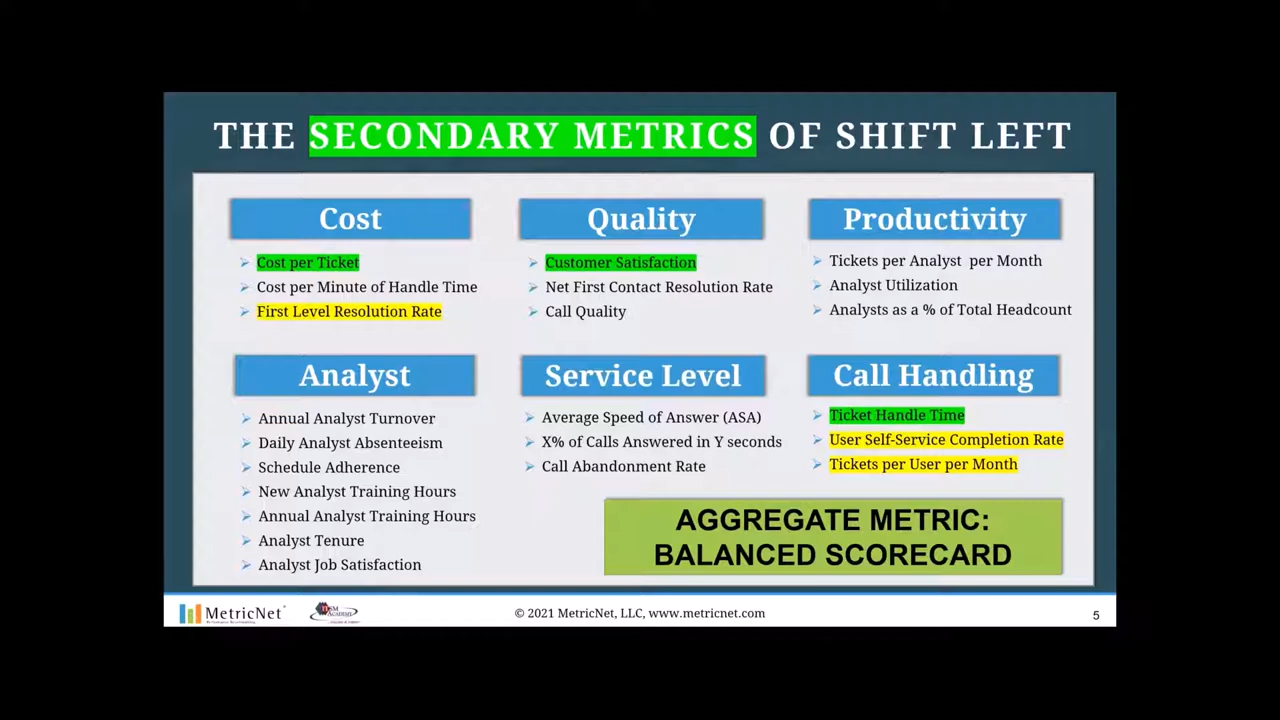 THE SECONDARY METRICS OF SHIFT LEFT
Cost
Cost per Ticket
Cost per Minute of Handle Time
First Level Resolution Rate
Quality
Customer Satisfaction
Net First Contact Resolution Rate
Call Quality
Productivity
Tickets per Analyst per Month
Analyst Utilization
Analysts as a % of Total Headcount
Analyst
Annual Analyst Turnover
Daily Analyst Absenteeism
Schedule Adherence
New Analyst Training Hours
Annual Analyst Training Hours
Analyst Tenure
Analyst Job Satisfaction
Service Level
Average Speed of Answer (ASA)
X% of Calls Answered in Y seconds
Call Abandonment Rate
Call Handling
Ticket Handle Time
User Self-Service Completion Rate
Tickets per User per Month
AGGREGATE METRIC:
BALANCED SCORECARD
MetricNet
© 2021 MetricNet, LLC, www.metricnet.com
5